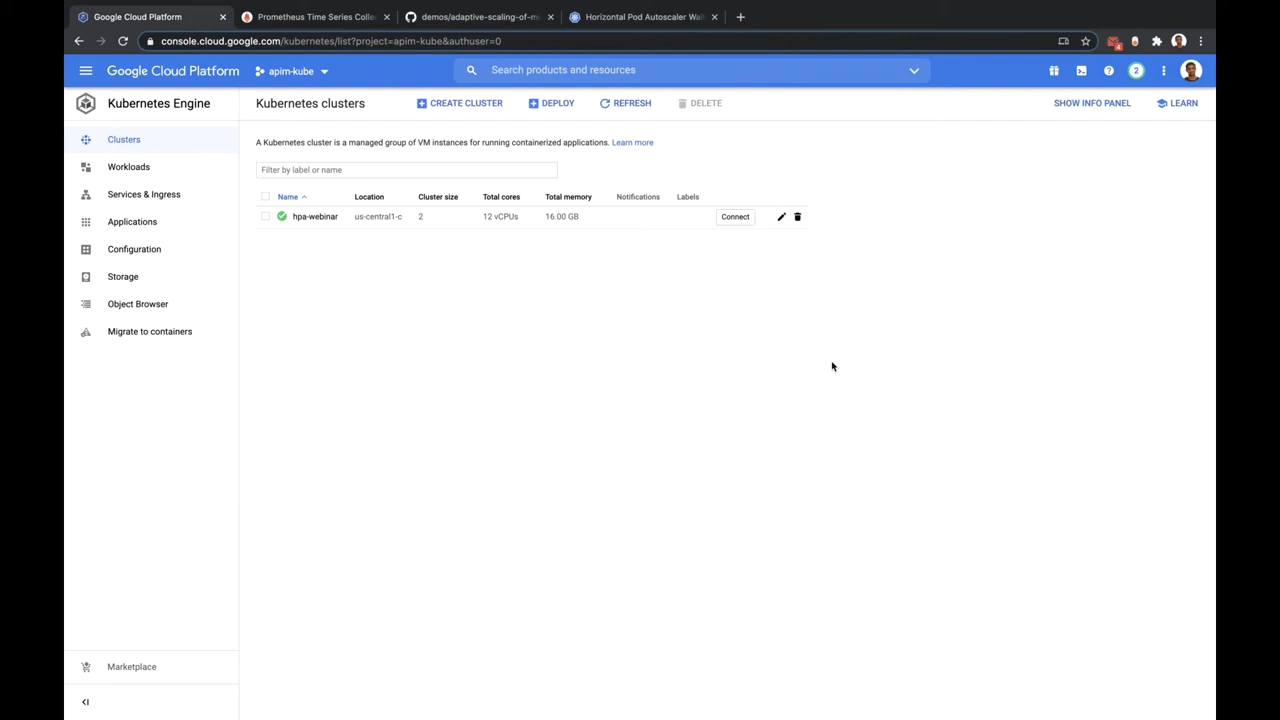 Google Cloud Platform
Prometheus Time Series Collec
demos/adaptive-scaling-of-mi
Horizontal Pod Autoscaler Wal
console.cloud.google.com/kubernetes/list?project=apim-kube&authuser=0
Google Cloud Platform apim-kube Search products and resources 2
Kubernetes Engine
Kubernetes clusters CREATE CLUSTER DEPLOY REFRESH DELETE SHOW INFO PANEL LEARN
Clusters
Workloads
Services & Ingress
Applications
Configuration
Storage
Object Browser
Migrate to containers
Marketplace
A Kubernetes cluster is a managed group of VM instances for running containerized applications. Learn more
Filter by label or name
Name Location Cluster size Total cores Total memory Notifications Labels
hpa-webinar us-central1-c 2 12 vCPUs 16.00 GB Connect